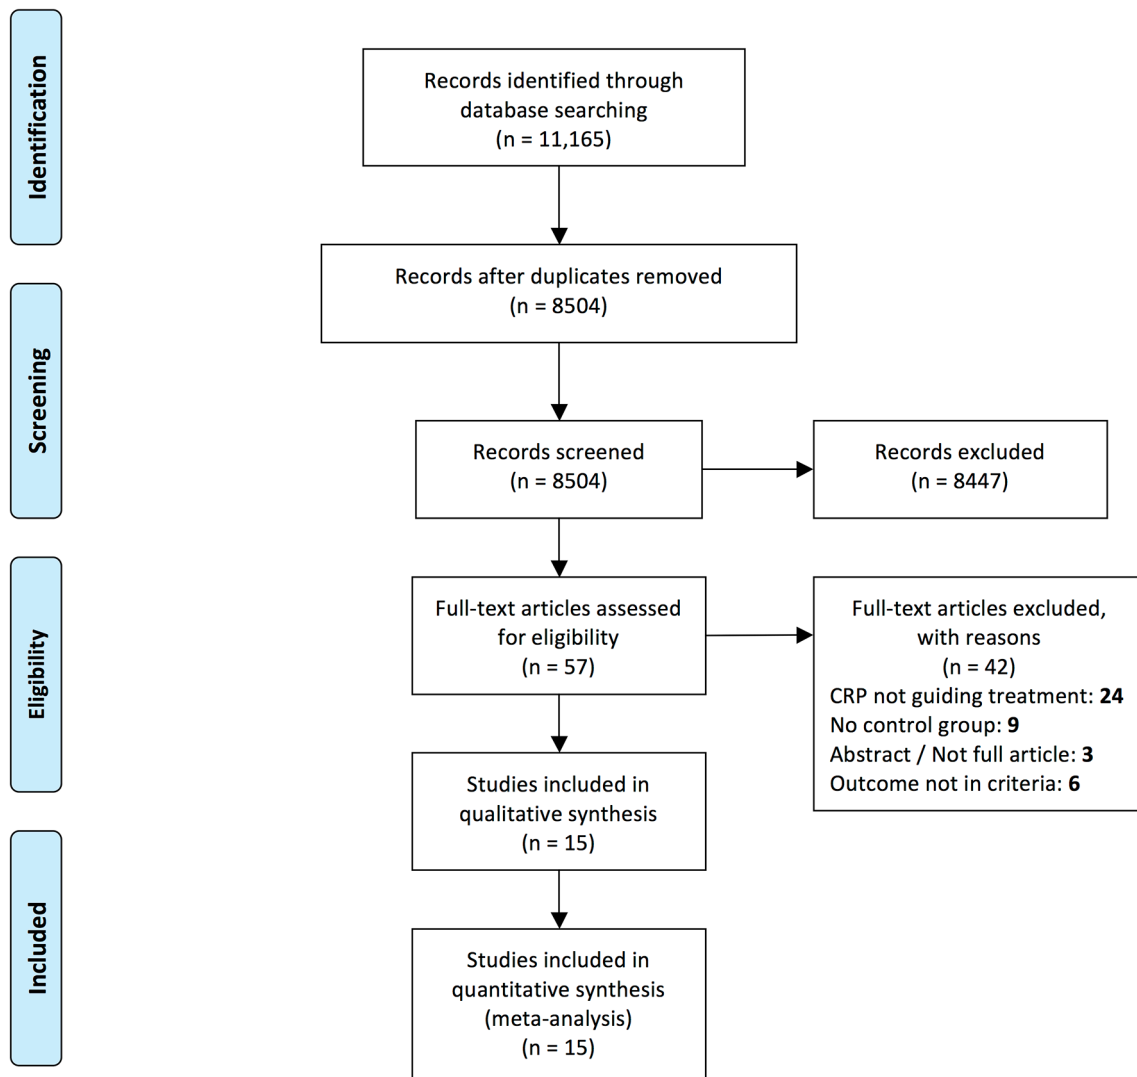 Identification
Records identified through
database searching
(n = 11,165)
Records after duplicates removed
(n = 8504)
Screening
Records screened
(n = 8504)
Records excluded
(n = 8447)
Eligibility
Full-text articles assessed
for eligibility
(n = 57)
Full-text articles excluded,
with reasons
(n = 42)
CRP not guiding treatment: 24
No control group: 9
Abstract / Not full article: 3
Outcome not in criteria: 6
Studies included in
qualitative synthesis
(n = 15)
Included
Studies included in
quantitative synthesis
(meta-analysis)
(n = 15)